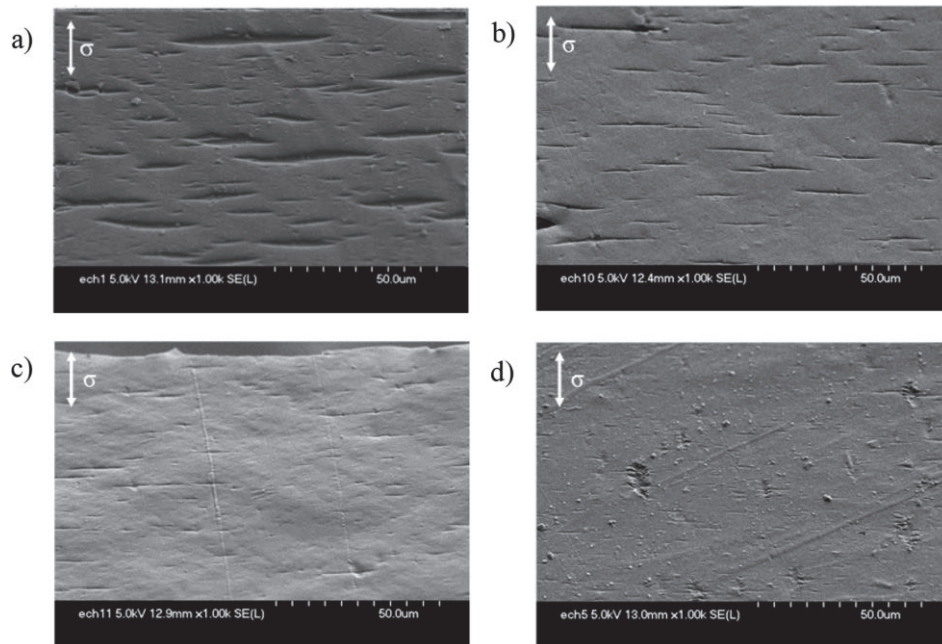 a)
σ
ech1 5.0kV 13.1mm x1.00k SE(L)
50.0um
b)
σ
ech10 5.0kV 12.4mm x1.00k SE(L)
50.0um
c)
σ
ech11 5.0kV 12.9mm x1.00k SE(L)
50.0um
d)
σ
ech5 5.0kV 13.0mm x1.00k SE(L)
50.0um